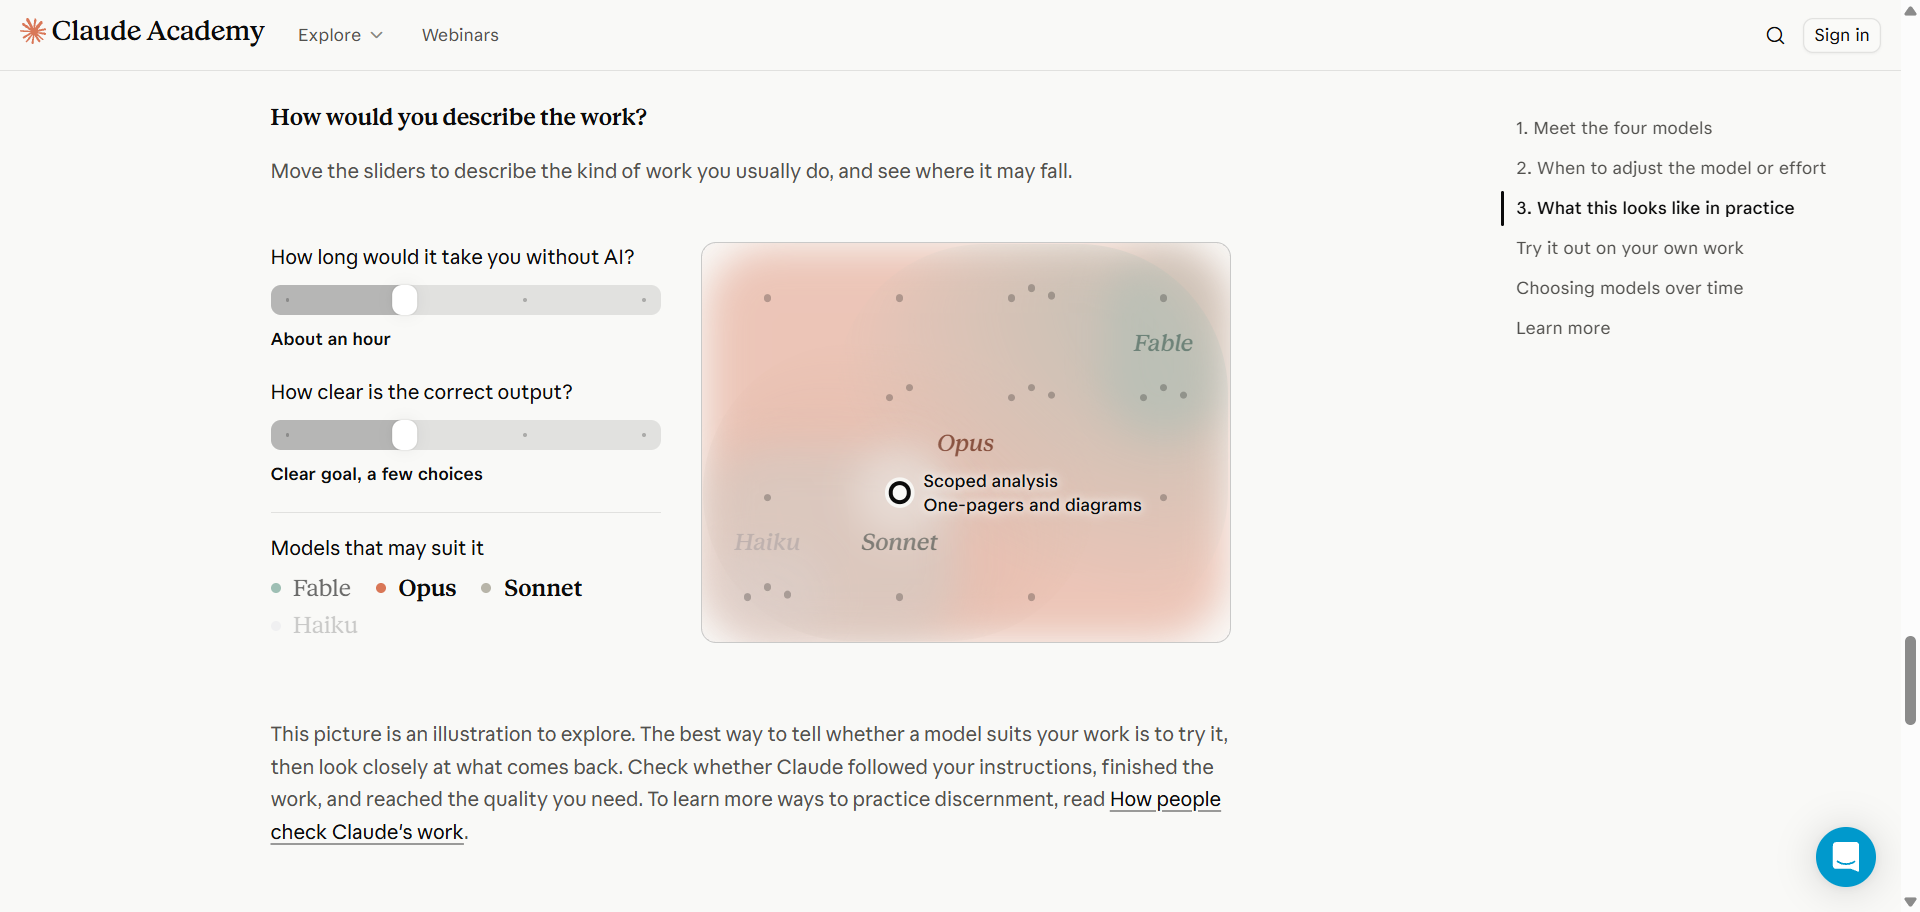 Claude Academy
Explore
Webinars
Sign in
How would you describe the work?
Move the sliders to describe the kind of work you usually do, and see where it may fall.
How long would it take you without AI?
About an hour
How clear is the correct output?
Clear goal, a few choices
Models that may suit it
Fable
Opus
Sonnet
Haiku
Fable
Opus
Scoped analysis
One-pagers and diagrams
Haiku
Sonnet
This picture is an illustration to explore. The best way to tell whether a model suits your work is to try it,
then look closely at what comes back. Check whether Claude followed your instructions, finished the
work, and reached the quality you need. To learn more ways to practice discernment, read How people
check Claude's work.
1. Meet the four models
2. When to adjust the model or effort
3. What this looks like in practice
Try it out on your own work
Choosing models over time
Learn more